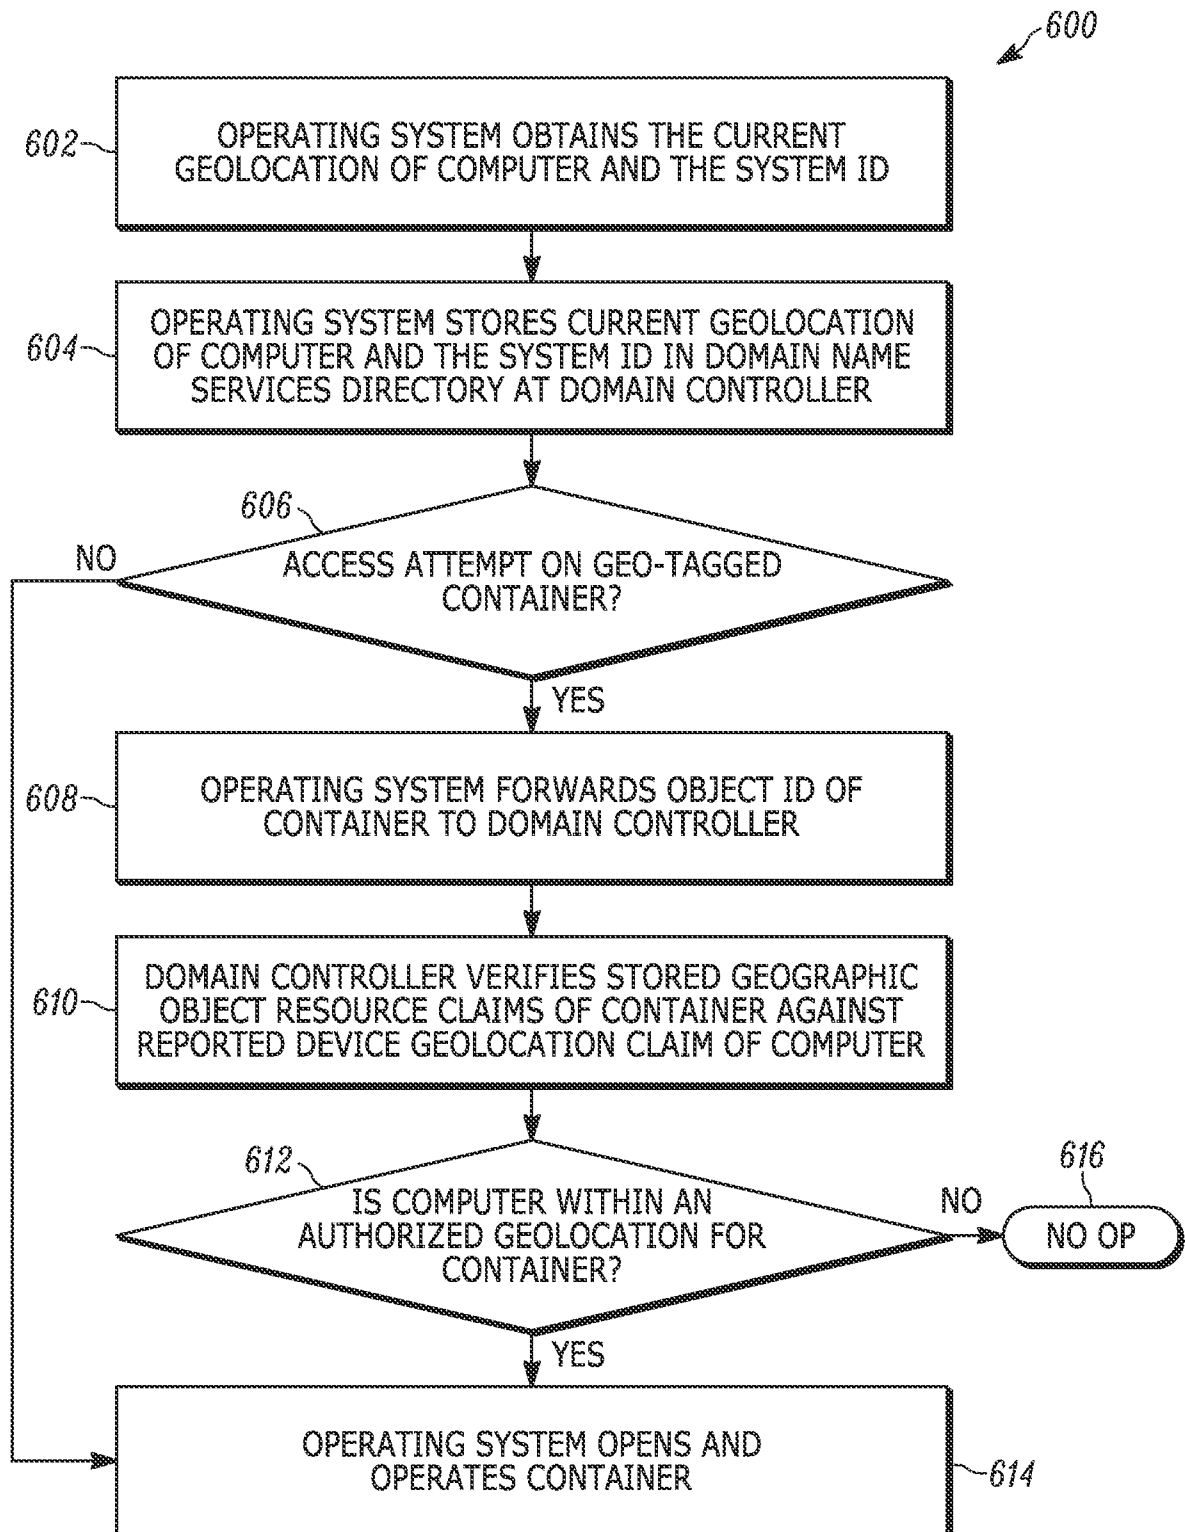 600
602
OPERATING SYSTEM OBTAINS THE CURRENT
GEOLOCATION OF COMPUTER AND THE SYSTEM ID
604
OPERATING SYSTEM STORES CURRENT GEOLOCATION
OF COMPUTER AND THE SYSTEM ID IN DOMAIN NAME
SERVICES DIRECTORY AT DOMAIN CONTROLLER
606
NO
ACCESS ATTEMPT ON GEO-TAGGED
CONTAINER?
YES
608
OPERATING SYSTEM FORWARDS OBJECT ID OF
CONTAINER TO DOMAIN CONTROLLER
610
DOMAIN CONTROLLER VERIFIES STORED GEOGRAPHIC
OBJECT RESOURCE CLAIMS OF CONTAINER AGAINST
REPORTED DEVICE GEOLOCATION CLAIM OF COMPUTER
612
IS COMPUTER WITHIN AN
AUTHORIZED GEOLOCATION FOR
CONTAINER?
NO
616
NO OP
YES
OPERATING SYSTEM OPENS AND
OPERATES CONTAINER
614